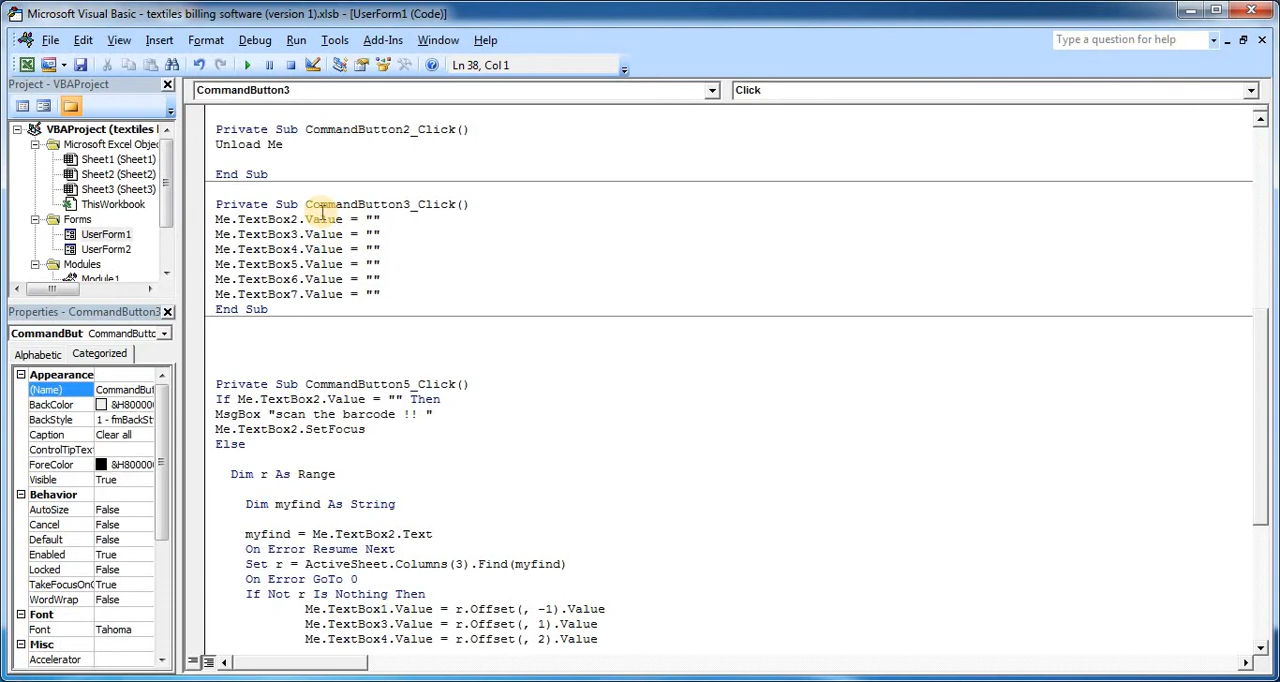 Microsoft Visual Basic - textiles billing software (version 1).xlsb - [UserForm1 (Code)]
File Edit View Insert Format Debug Run Tools Add-Ins Window Help
Type a question for help
Ln 38, Col 1
Project - VBAProject
CommandButton3
Click
VBAProject (textiles
Microsoft Excel Objec
Sheet1 (Sheet1)
Sheet2 (Sheet2)
Sheet3 (Sheet3)
ThisWorkbook
Forms
UserForm1
UserForm2
Modules
Module1
Properties - CommandButton3
CommandBut CommandButto
Alphabetic Categorized
Appearance
(Name) CommandBut
BackColor &H80000
BackStyle 1 - fmBackSt
Caption Clear all
ControlTipText
ForeColor &H80000
Visible True
Behavior
AutoSize False
Cancel False
Default False
Enabled True
Locked False
TakeFocusOnC True
WordWrap False
Font
Font Tahoma
Misc
Accelerator
Private Sub CommandButton2_Click()
Unload Me
End Sub
Private Sub CommandButton3_Click()
Me.TextBox2.Value = ""
Me.TextBox3.Value = ""
Me.TextBox4.Value = ""
Me.TextBox5.Value = ""
Me.TextBox6.Value = ""
Me.TextBox7.Value = ""
End Sub
Private Sub CommandButton5_Click()
If Me.TextBox2.Value = "" Then
MsgBox "scan the barcode !! "
Me.TextBox2.SetFocus
Else
Dim r As Range
Dim myfind As String
myfind = Me.TextBox2.Text
On Error Resume Next
Set r = ActiveSheet.Columns(3).Find(myfind)
On Error GoTo 0
If Not r Is Nothing Then
Me.TextBox1.Value = r.Offset(, -1).Value
Me.TextBox3.Value = r.Offset(, 1).Value
Me.TextBox4.Value = r.Offset(, 2).Value